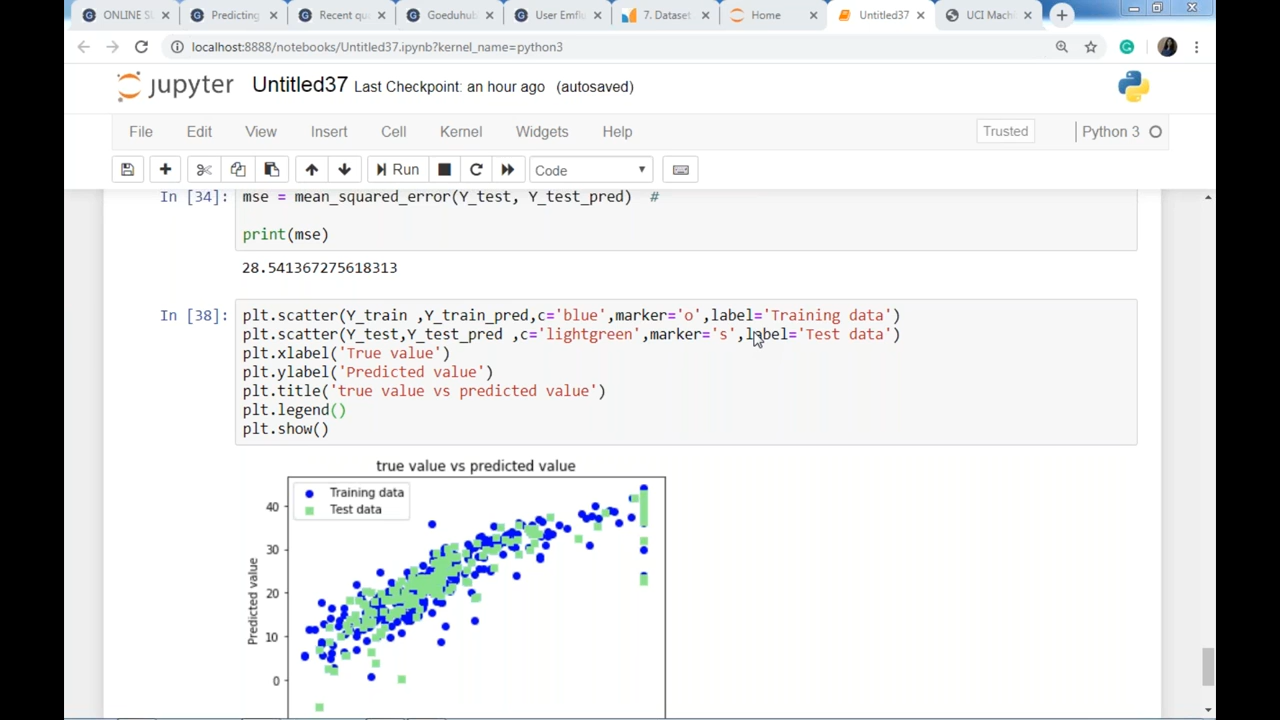 ONLINE SL
Predicting
Recent qu
Goeduhub
User Emflu
7. Dataset
Home
Untitled37
UCI Machi
localhost:8888/notebooks/Untitled37.ipynb?kernel_name=python3
jupyter Untitled37 Last Checkpoint: an hour ago (autosaved)
File Edit View Insert Cell Kernel Widgets Help Trusted Python 3
Run Code
In [34]: mse = mean_squared_error(Y_test, Y_test_pred)  #
print(mse)
28.541367275618313
In [38]: plt.scatter(Y_train ,Y_train_pred,c='blue',marker='o',label='Training data')
plt.scatter(Y_test,Y_test_pred ,c='lightgreen',marker='s',label='Test data')
plt.xlabel('True value')
plt.ylabel('Predicted value')
plt.title('true value vs predicted value')
plt.legend()
plt.show()
true value vs predicted value
Training data
Test data
Predicted value
40
30
20
10
0